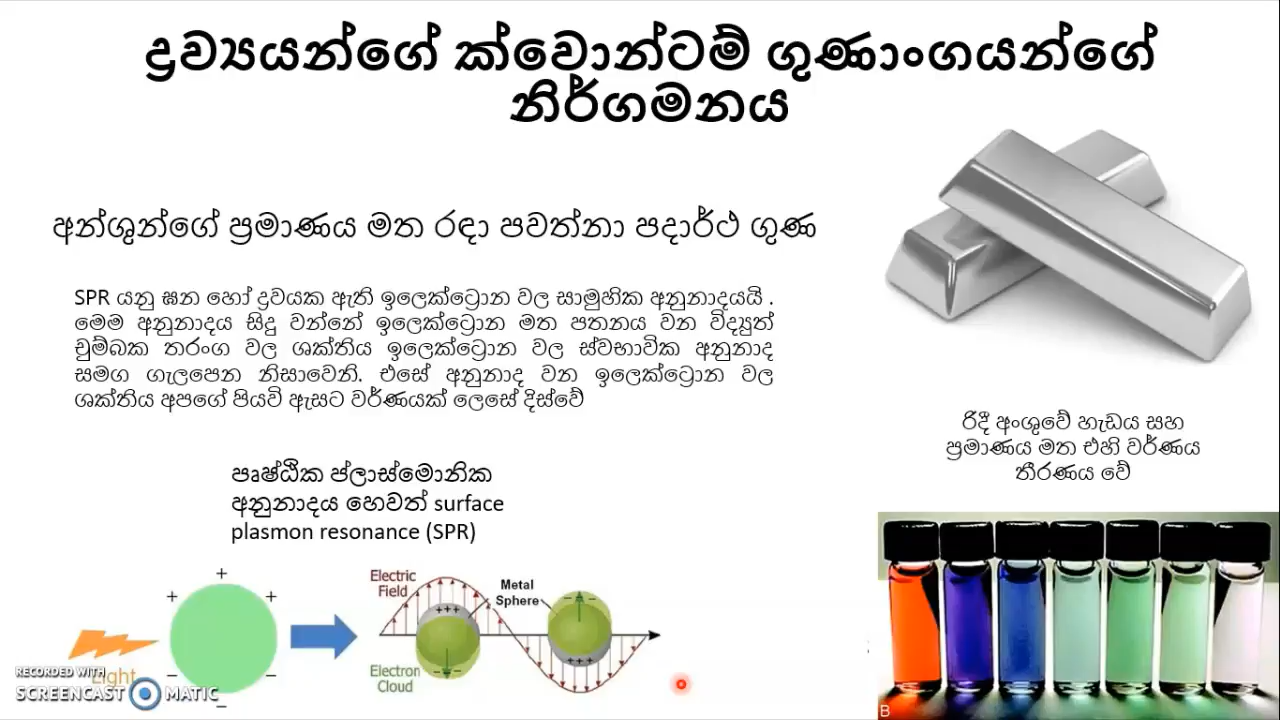 ද්‍රව්‍යයන්ගේ ක්වොන්ටම් ගුණාංගයන්ගේ
නිර්ගමනය
අන්ශුන්ගේ ප්‍රමාණය මත රඳා පවත්නා පදාර්ථ ගුණ
SPR යනු ඝන හෝ ද්‍රවයක ඇති ඉලෙක්ට්‍රොන වල සාමුහික අනුනාදයයි .
මෙම අනුනාදය සිදු වන්නේ ඉලෙක්ට්‍රොන මත පතනය වන විද්‍යුත්
චුම්බක තරංග වල ශක්තිය ඉලෙක්ට්‍රොන වල ස්වභාවික අනුනාද
සමග ගැලපෙන නිසාවෙනි. එසේ අනුනාද වන ඉලෙක්ට්‍රොන වල
ශක්තිය අපගේ පියවි ඇසට වර්ණයක් ලෙසේ දිස්වේ
රිදී අංශුවේ හැඩය සහ
ප්‍රමාණය මත එහි වර්ණය
තීරණය වේ
පෘෂ්ඨික ප්ලාස්මොනික
අනුනාදය හෙවත් surface
plasmon resonance (SPR)
Electric
Field
Metal
Sphere
Electron
Cloud
Light
RECORDED WITH
SCREENCAST MATIC
B